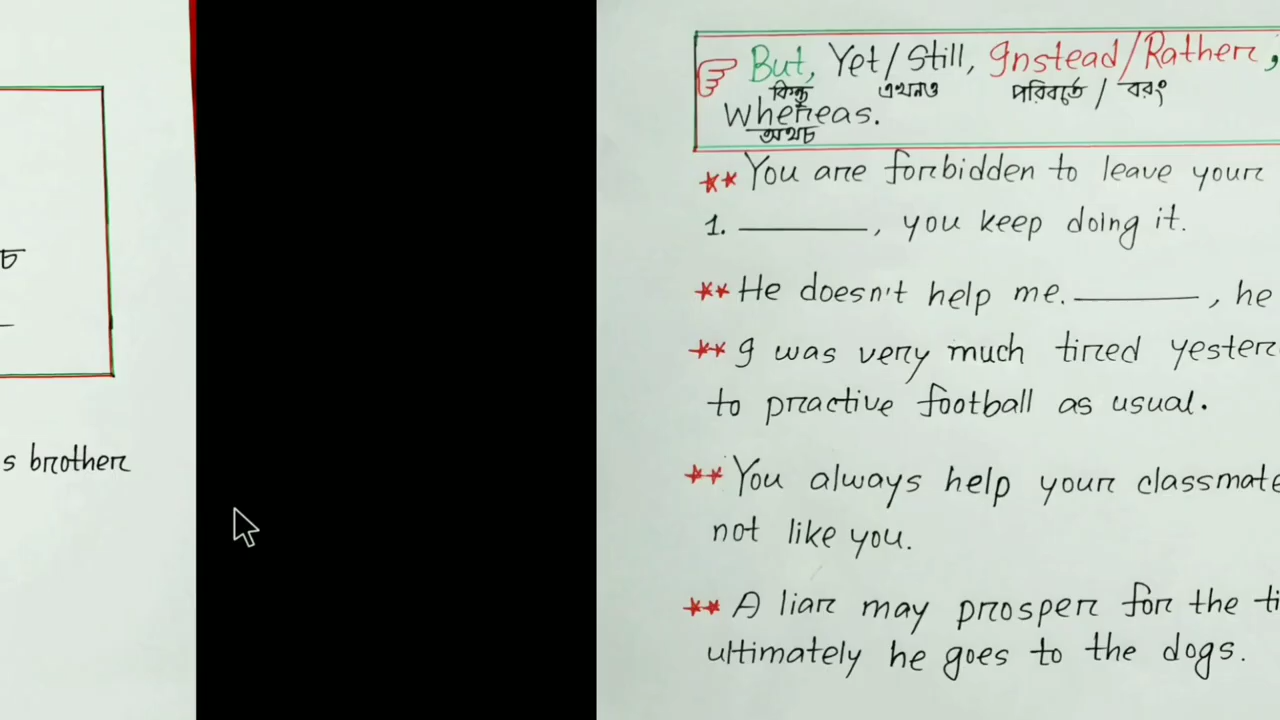 চ
s brother
But, Yet/Still, Instead/Rather,
কিন্তু এখনও পরিবর্তে / বরং
whereas.
অথচ
** You are forbidden to leave your
1. ________, you keep doing it.
** He doesn't help me. ________, he
** I was very much tired yester
to practive football as usual.
** You always help your classmate
not like you.
** A liar may prosper for the ti
ultimately he goes to the dogs.